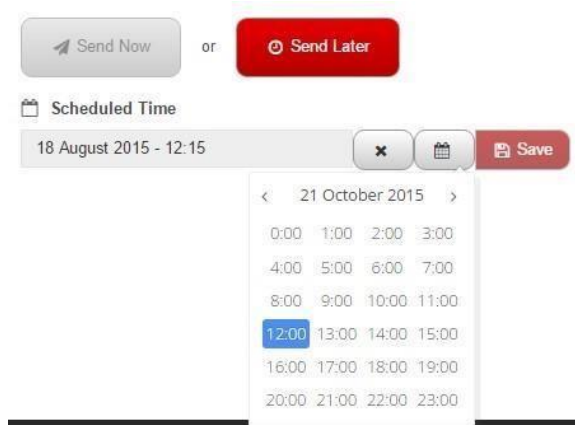 Send Now or Send Later
Scheduled Time
18 August 2015 - 12:15 Save
21 October 2015
0:00 1:00 2:00 3:00
4:00 5:00 6:00 7:00
8:00 9:00 10:00 11:00
12:00 13:00 14:00 15:00
16:00 17:00 18:00 19:00
20:00 21:00 22:00 23:00